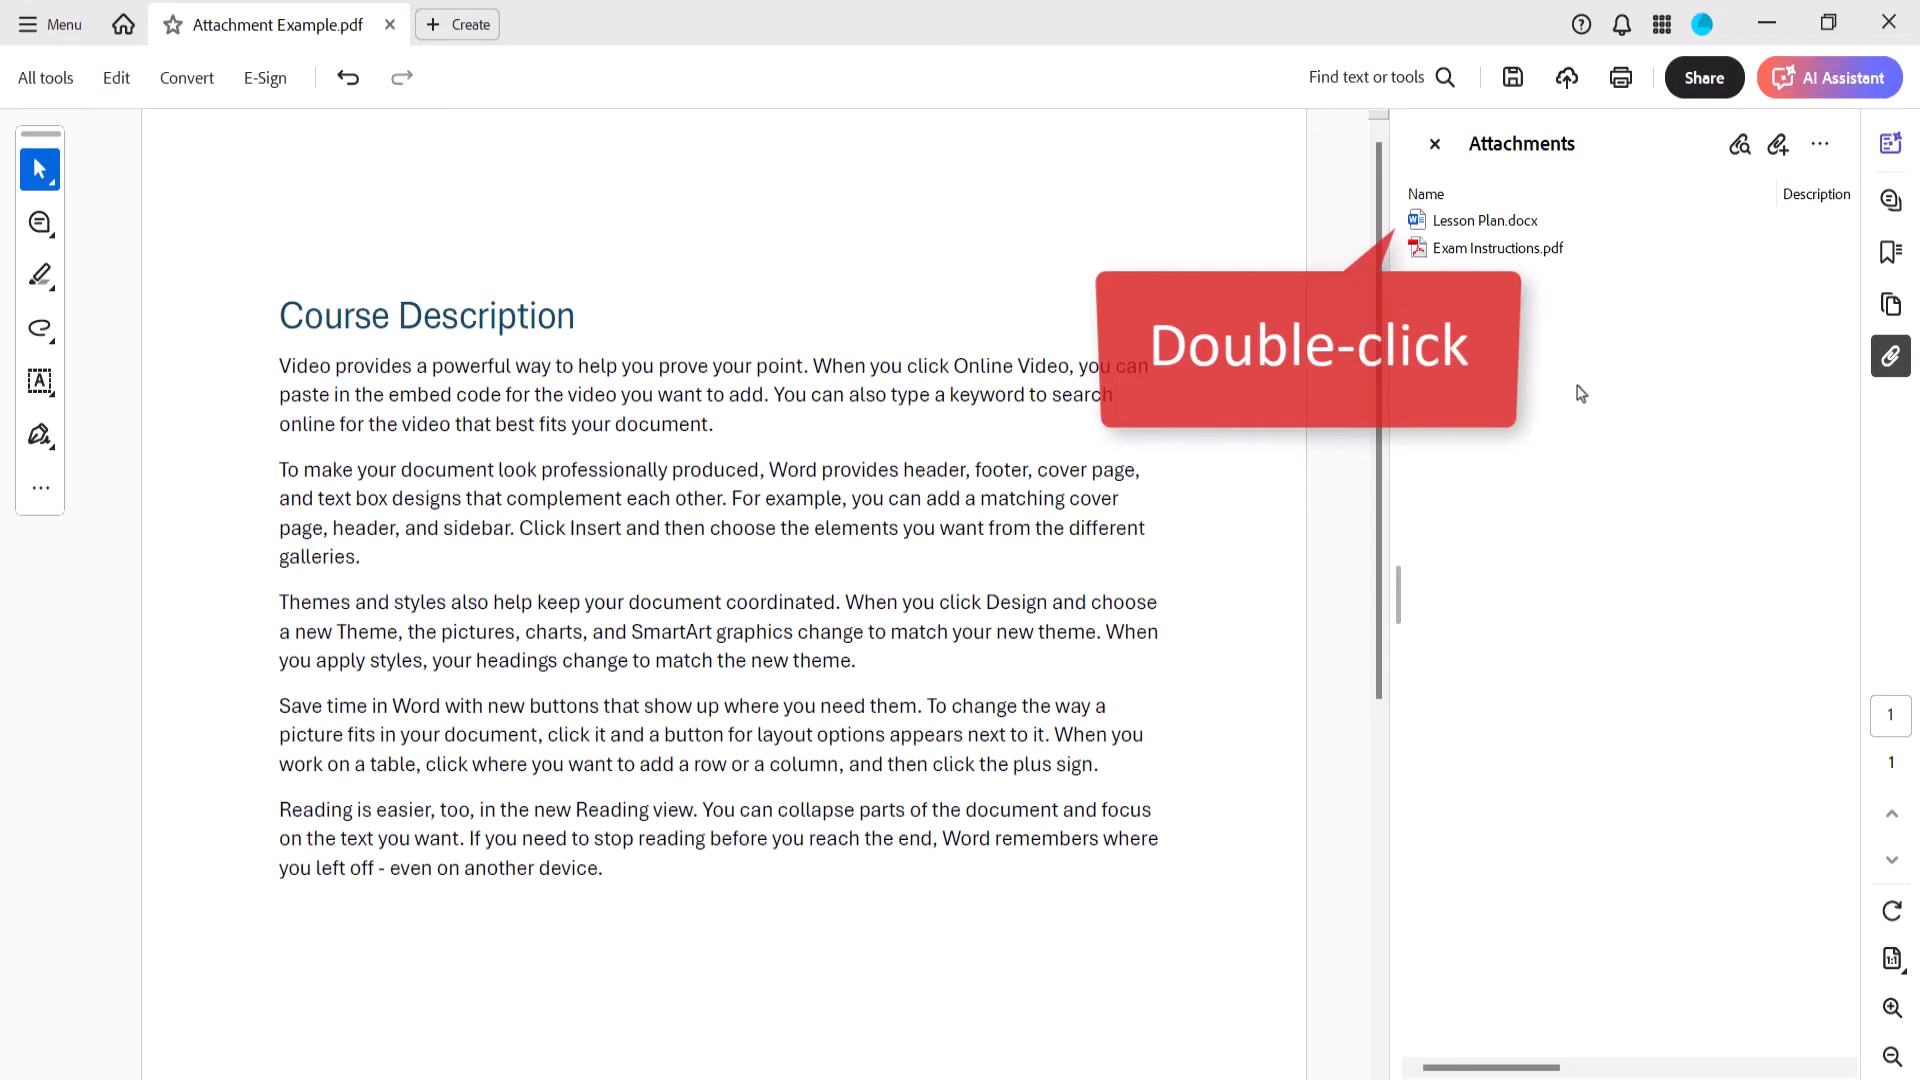 Menu
Attachment Example.pdf
Create
All tools
Edit
Convert
E-Sign
Find text or tools
Share
AI Assistant
Attachments
Name
Description
Lesson Plan.docx
Exam Instructions.pdf
Double-click
Course Description
Video provides a powerful way to help you prove your point. When you click Online Video, you can
paste in the embed code for the video you want to add. You can also type a keyword to search
online for the video that best fits your document.
To make your document look professionally produced, Word provides header, footer, cover page,
and text box designs that complement each other. For example, you can add a matching cover
page, header, and sidebar. Click Insert and then choose the elements you want from the different
galleries.
Themes and styles also help keep your document coordinated. When you click Design and choose
a new Theme, the pictures, charts, and SmartArt graphics change to match your new theme. When
you apply styles, your headings change to match the new theme.
Save time in Word with new buttons that show up where you need them. To change the way a
picture fits in your document, click it and a button for layout options appears next to it. When you
work on a table, click where you want to add a row or a column, and then click the plus sign.
Reading is easier, too, in the new Reading view. You can collapse parts of the document and focus
on the text you want. If you need to stop reading before you reach the end, Word remembers where
you left off - even on another device.
1
1
1:1